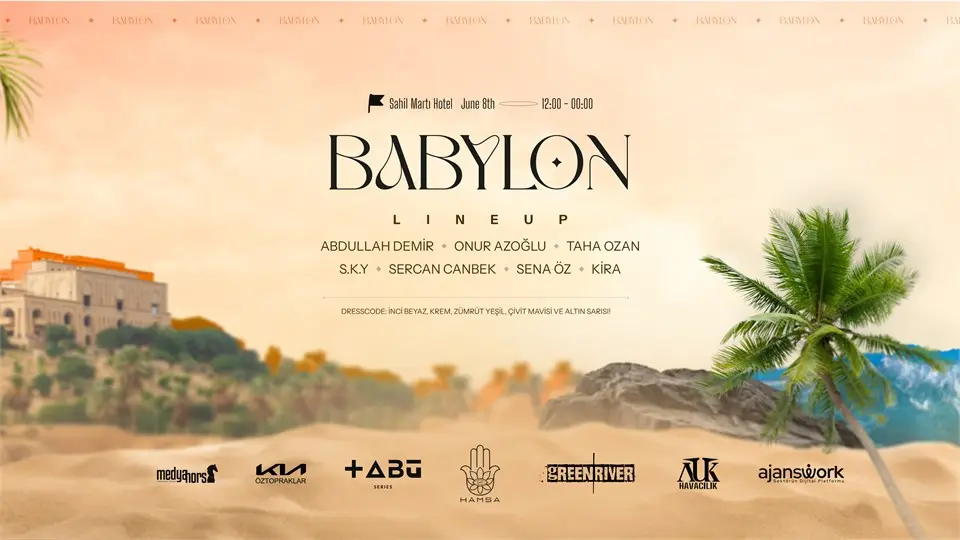 BABYLON ✦ BABYLON ✦ BABYLON ✦ BABYLON ✦ BABYLON ✦ BABYLON ✦ BABYLON ✦ BABYLON ✦ BABYLON ✦ BABYLON ✦ BABYLON
Sahil Martı Hotel June 8th 12:00 - 00:00
BABYLON
LINEUP
ABDULLAH DEMİR ✦ ONUR AZOĞLU ✦ TAHA OZAN
S.K.Y ✦ SERCAN CANBEK ✦ SENA ÖZ ✦ KİRA
DRESSCODE: İNCİ BEYAZ, KREM, ZÜMRÜT YEŞİL, ÇİVİT MAVİSİ VE ALTIN SARISI!
medyahors
KIA
ÖZTOPRAKLAR
TABŪ
SERIES
HAMSA
GREENRIVER
AUK
HAVACILIK
ajanswork
Sektörün Dijital Platformu